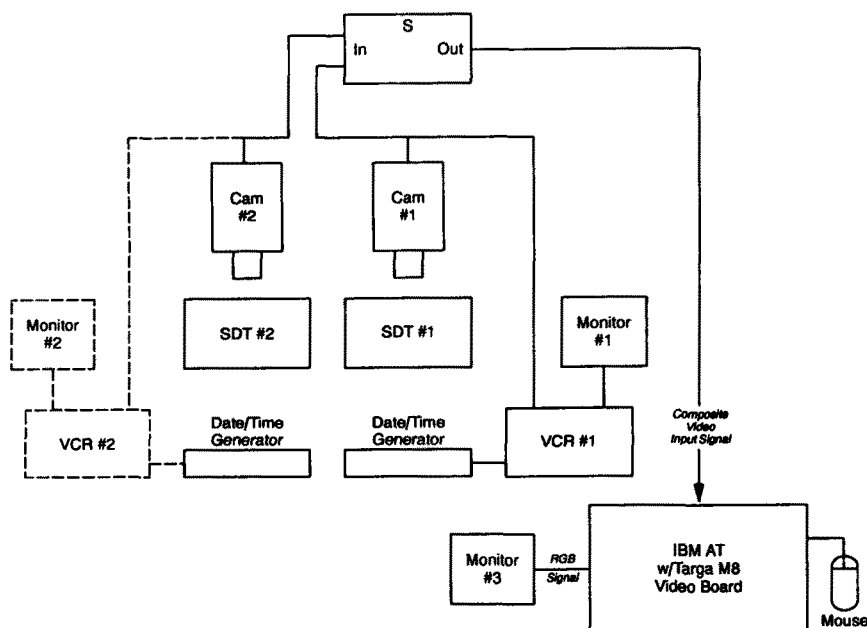 S
In
Out
Cam
#2
Cam
#1
SDT #2
SDT #1
Monitor
#2
Monitor
#1
VCR #2
Date/Time
Generator
Date/Time
Generator
VCR #1
Composite
Video
Input Signal
Monitor
#3
RGB
Signal
IBM AT
w/Targa M8
Video Board
Mouse